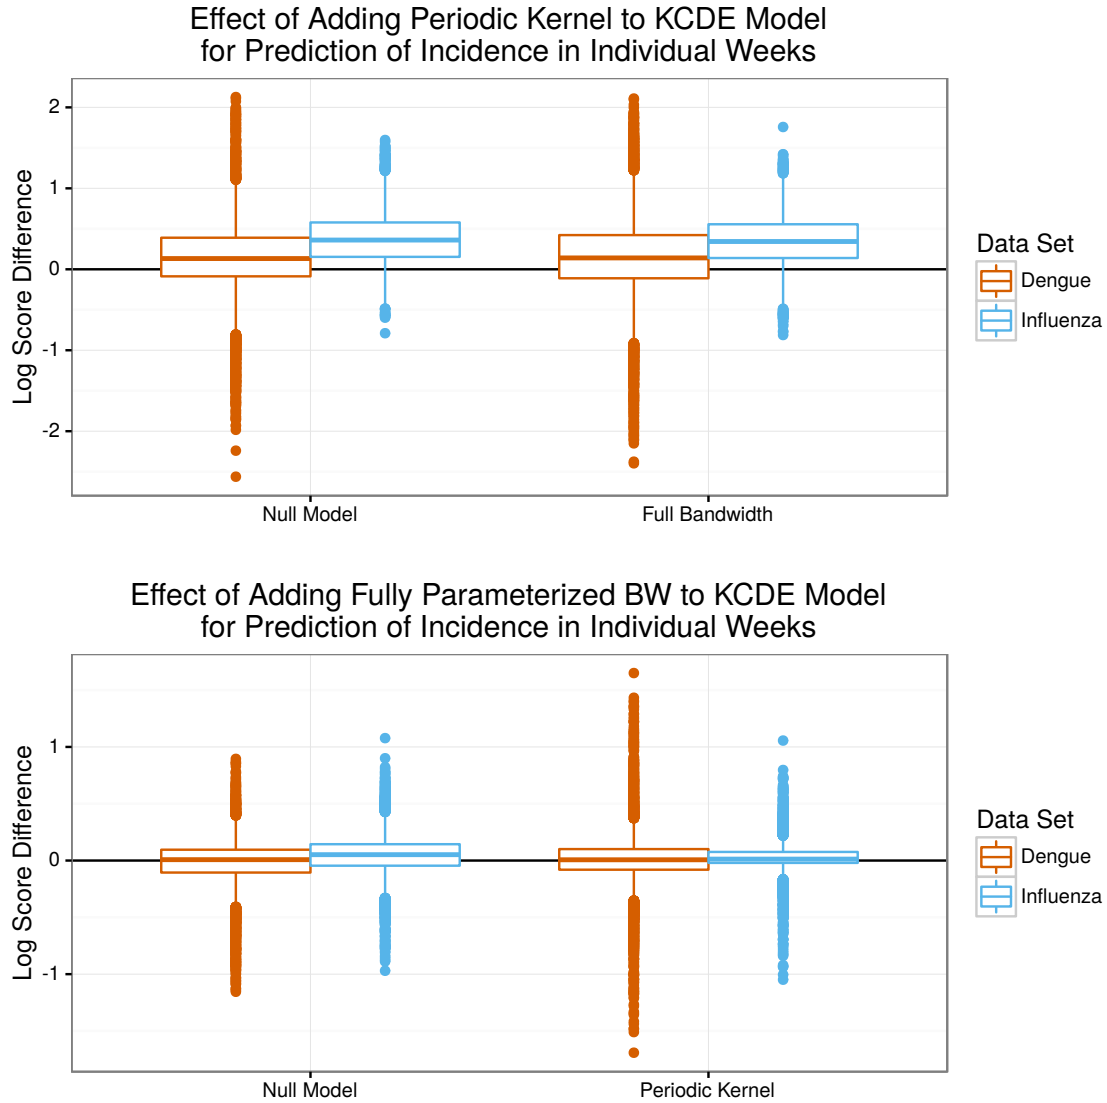 Effect of Adding Periodic Kernel to KCDE Model
for Prediction of Incidence in Individual Weeks
Log Score Difference
2
1
0
-1
-2
Null Model
Full Bandwidth
Data Set
Dengue
Influenza
Effect of Adding Fully Parameterized BW to KCDE Model
for Prediction of Incidence in Individual Weeks
Log Score Difference
1
0
-1
Null Model
Periodic Kernel
Data Set
Dengue
Influenza